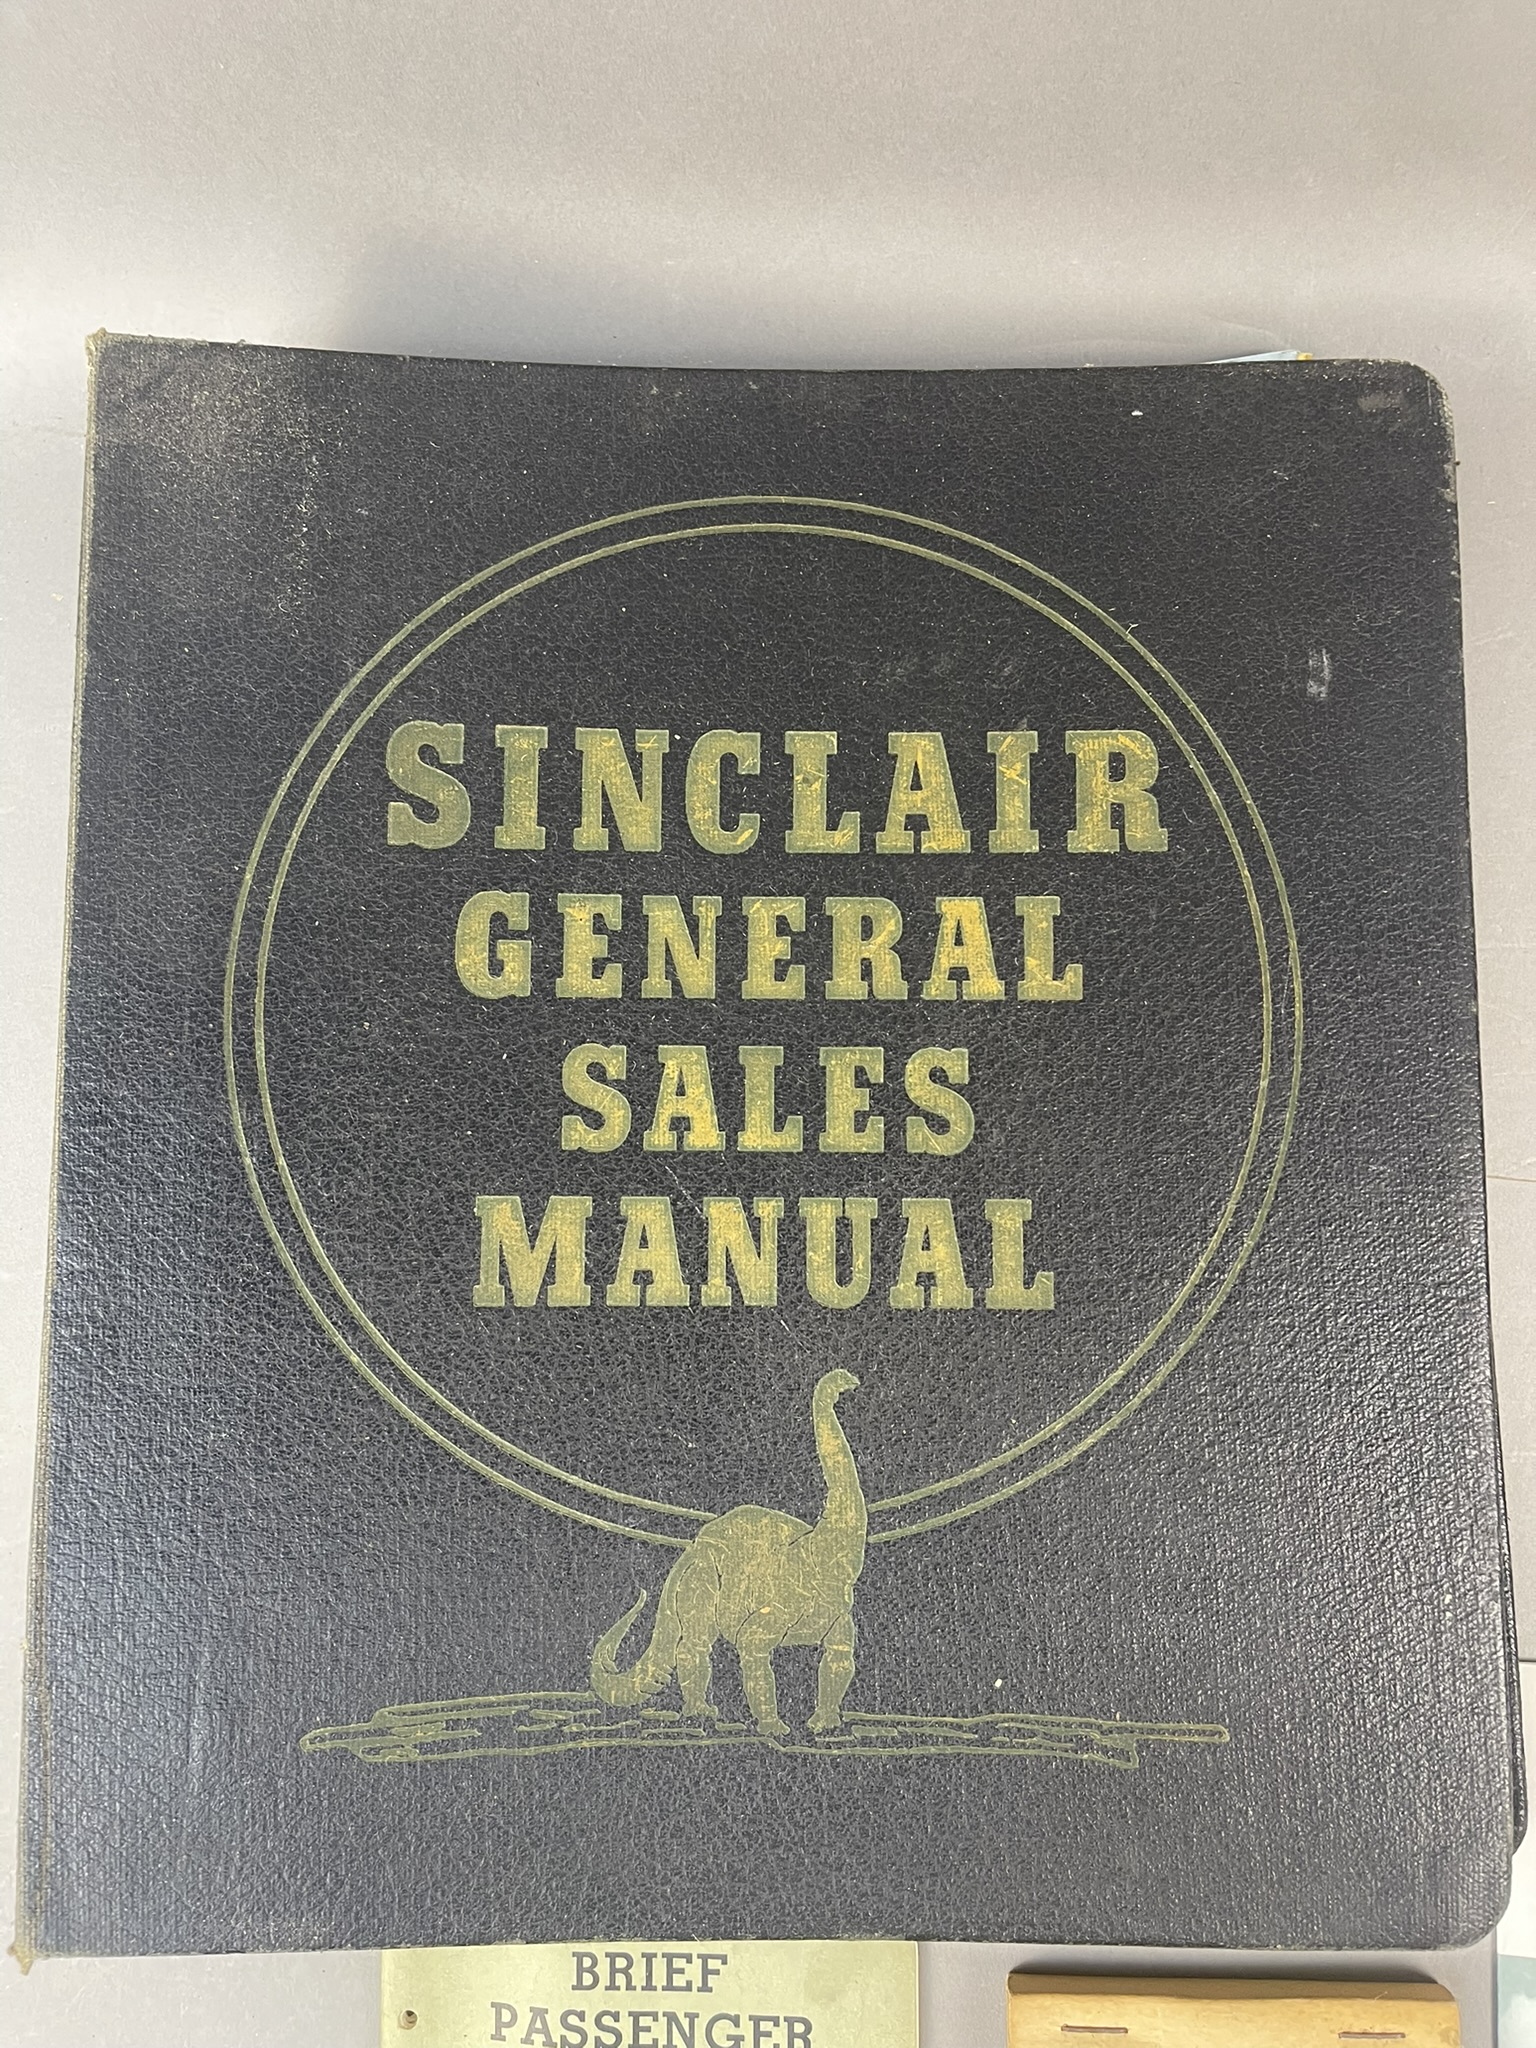 SINCLAIR
GENERAL
SALES
MANUAL
BRIEF
PASSENGER